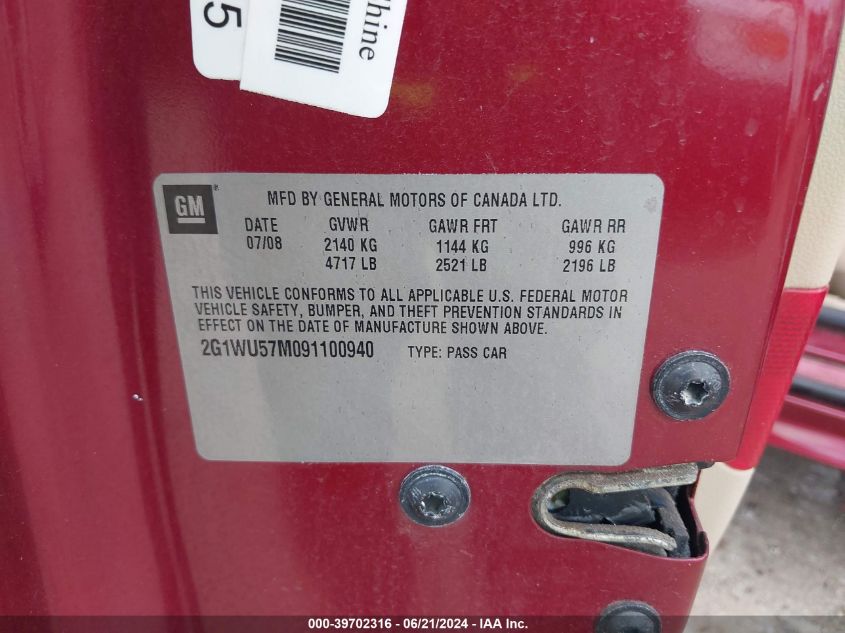 5
Shine
GM
MFD BY GENERAL MOTORS OF CANADA LTD.
DATE GVWR GAWR FRT GAWR RR
07/08 2140 KG 1144 KG 996 KG
4717 LB 2521 LB 2196 LB
THIS VEHICLE CONFORMS TO ALL APPLICABLE U.S. FEDERAL MOTOR
VEHICLE SAFETY, BUMPER, AND THEFT PREVENTION STANDARDS IN
EFFECT ON THE DATE OF MANUFACTURE SHOWN ABOVE.
2G1WU57M091100940 TYPE: PASS CAR
000-39702316 - 06/21/2024 - IAA Inc.